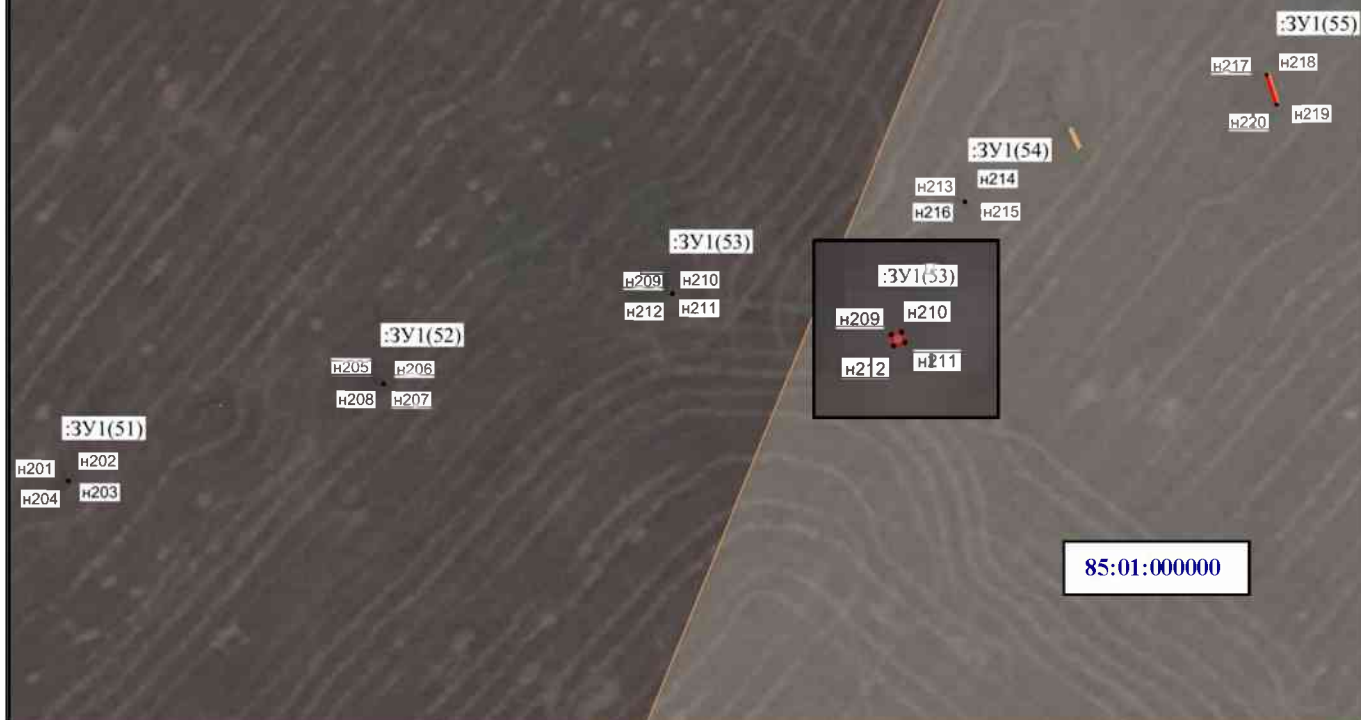 :ЗУ1(55)
н217 н218
н220 н219
:ЗУ1(54)
н213 н214
н216 н215
:ЗУ1(53)
н209 н210
н212 н211
:ЗУ1(53)
н209 н210
н212 н211
:ЗУ1(52)
н205 н206
н208 н207
:ЗУ1(51)
н201 н202
н204 н203
85:01:000000